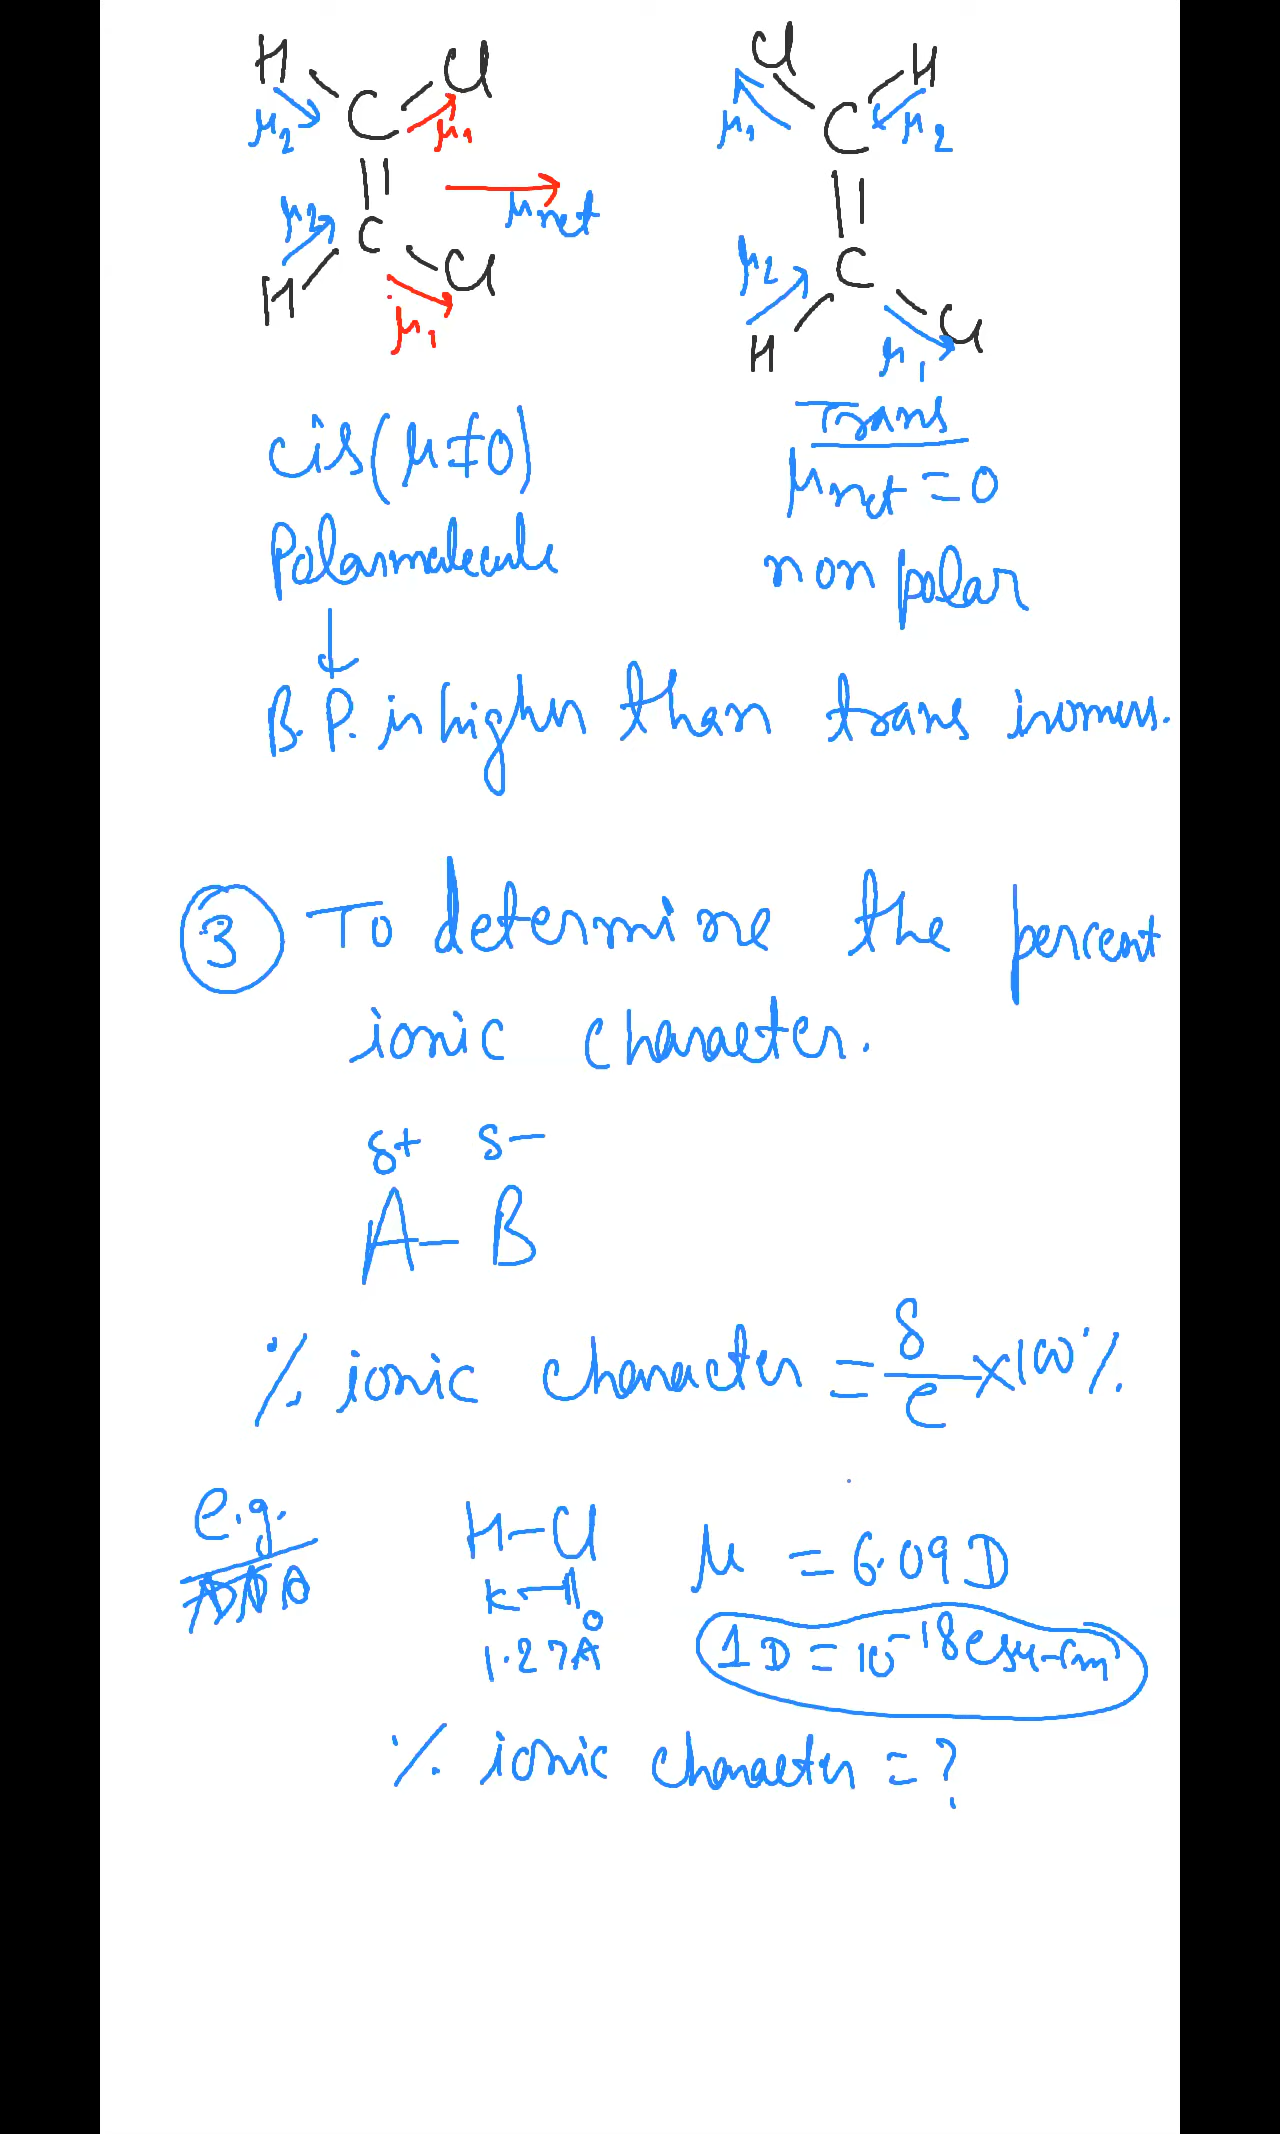 H Cl Cl H
μ₂ C μ₁ μ₁ C μ₂
μnet
μ₂ C μ₂ C
H Cl
μ₁ H μ₁ Cl
cis (μ≠0) Trans
μnet = 0
Polarmolecule non polar
↓
B.P. is higher than trans isomers.
3 To determine the percent
ionic character.
δ+ δ−
A−B
% ionic character = δ/e × 100%
e.g. H−Cl μ = 6.09 D
1.27 A° 1 D = 10⁻¹⁸ esu-cm
% ionic character = ?